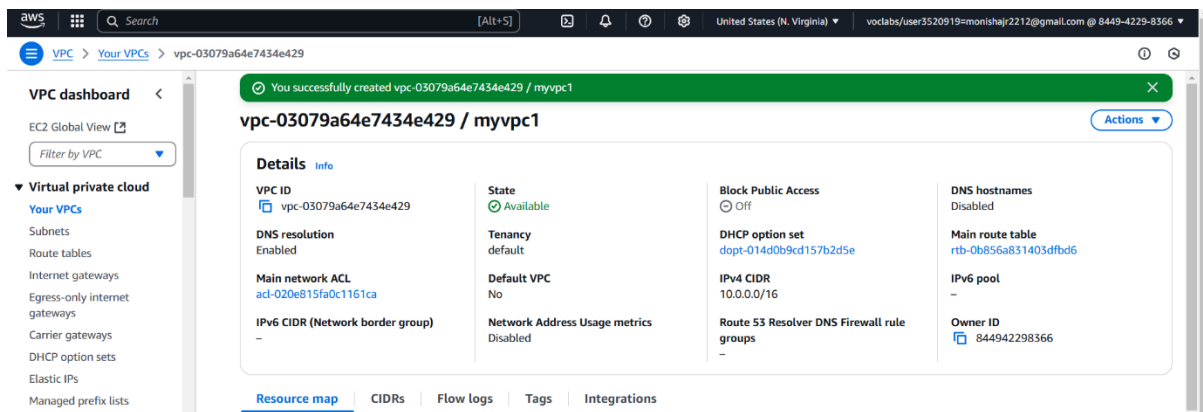 aws
Search
[Alt+S]
United States (N. Virginia)
voclabs/user3520919=monishajr2212@gmail.com @ 8449-4229-8366
VPC > Your VPCs > vpc-03079a64e7434e429
VPC dashboard
EC2 Global View
Filter by VPC
Virtual private cloud
Your VPCs
Subnets
Route tables
Internet gateways
Egress-only internet
gateways
Carrier gateways
DHCP option sets
Elastic IPs
Managed prefix lists
You successfully created vpc-03079a64e7434e429 / myvpc1
vpc-03079a64e7434e429 / myvpc1
Actions
Details Info
VPC ID
vpc-03079a64e7434e429
State
Available
Block Public Access
Off
DNS hostnames
Disabled
DNS resolution
Enabled
Tenancy
default
DHCP option set
dopt-014d0b9cd157b2d5e
Main route table
rtb-0b856a831403dfbd6
Main network ACL
acl-020e815fa0c1161ca
Default VPC
No
IPv4 CIDR
10.0.0.0/16
IPv6 pool
–
IPv6 CIDR (Network border group)
–
Network Address Usage metrics
Disabled
Route 53 Resolver DNS Firewall rule
groups
–
Owner ID
844942298366
Resource map
CIDRs
Flow logs
Tags
Integrations